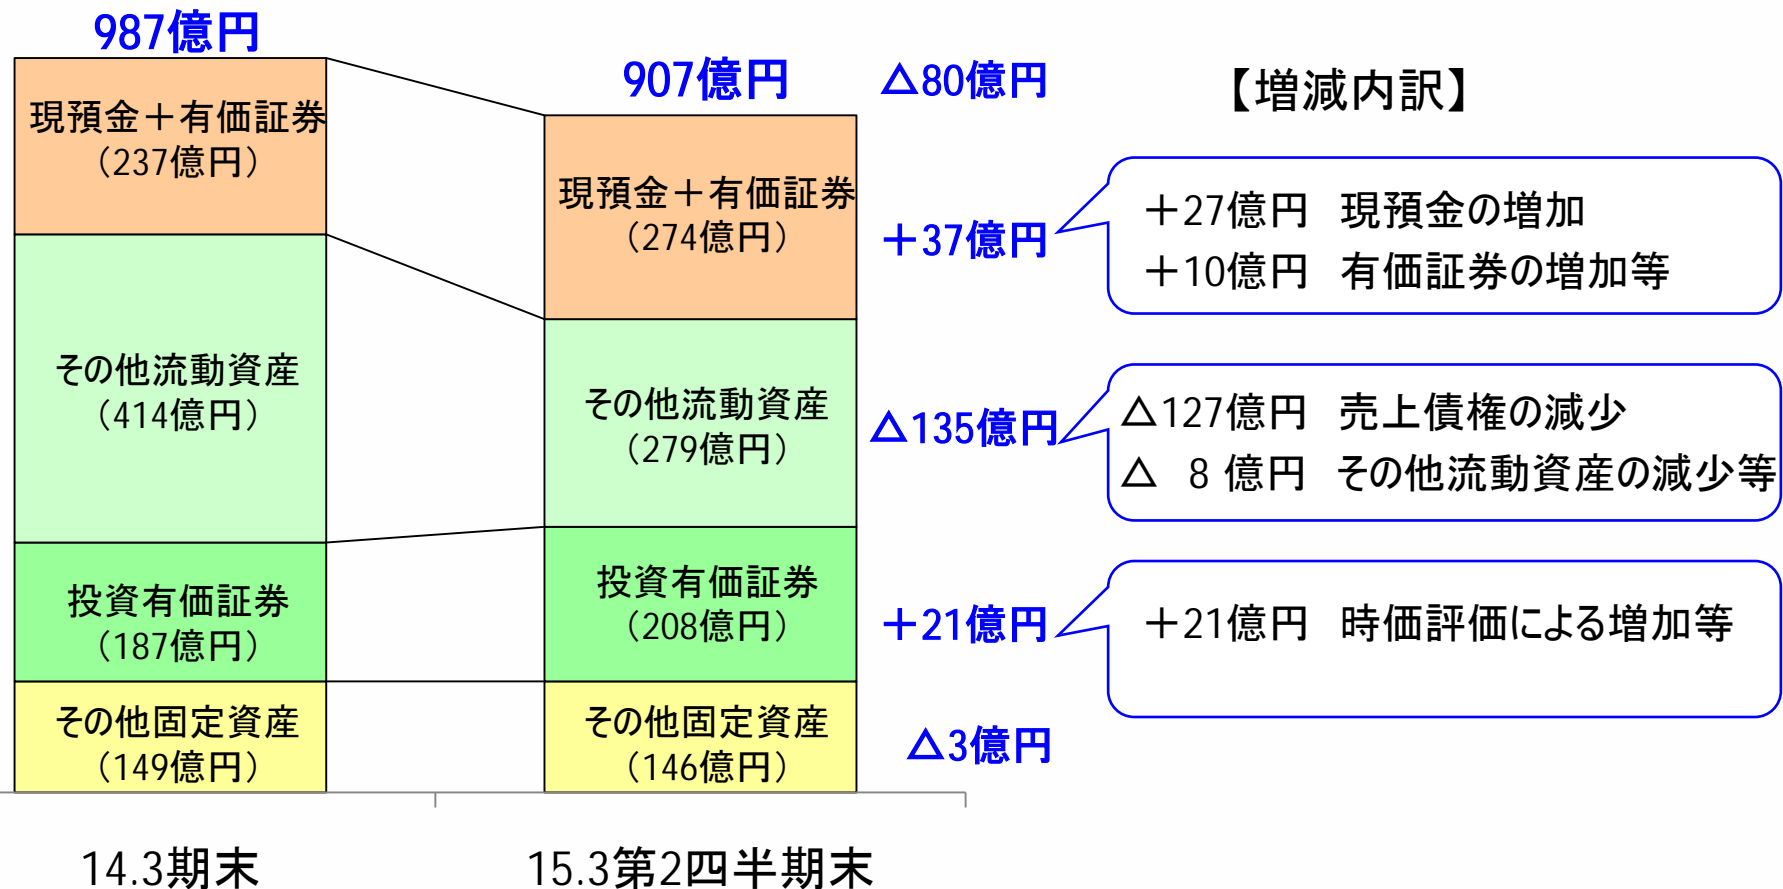 987億円
現預金＋有価証券
（237億円）
その他流動資産
（414億円）
投資有価証券
（187億円）
その他固定資産
（149億円）
14.3期末
907億円
現預金＋有価証券
（274億円）
その他流動資産
（279億円）
投資有価証券
（208億円）
その他固定資産
（146億円）
15.3第2四半期末
△80億円
＋37億円
△135億円
＋21億円
△3億円
【増減内訳】
＋27億円　現預金の増加
＋10億円　有価証券の増加等
△127億円　売上債権の減少
△　8 億円　その他流動資産の減少等
＋21億円　時価評価による増加等